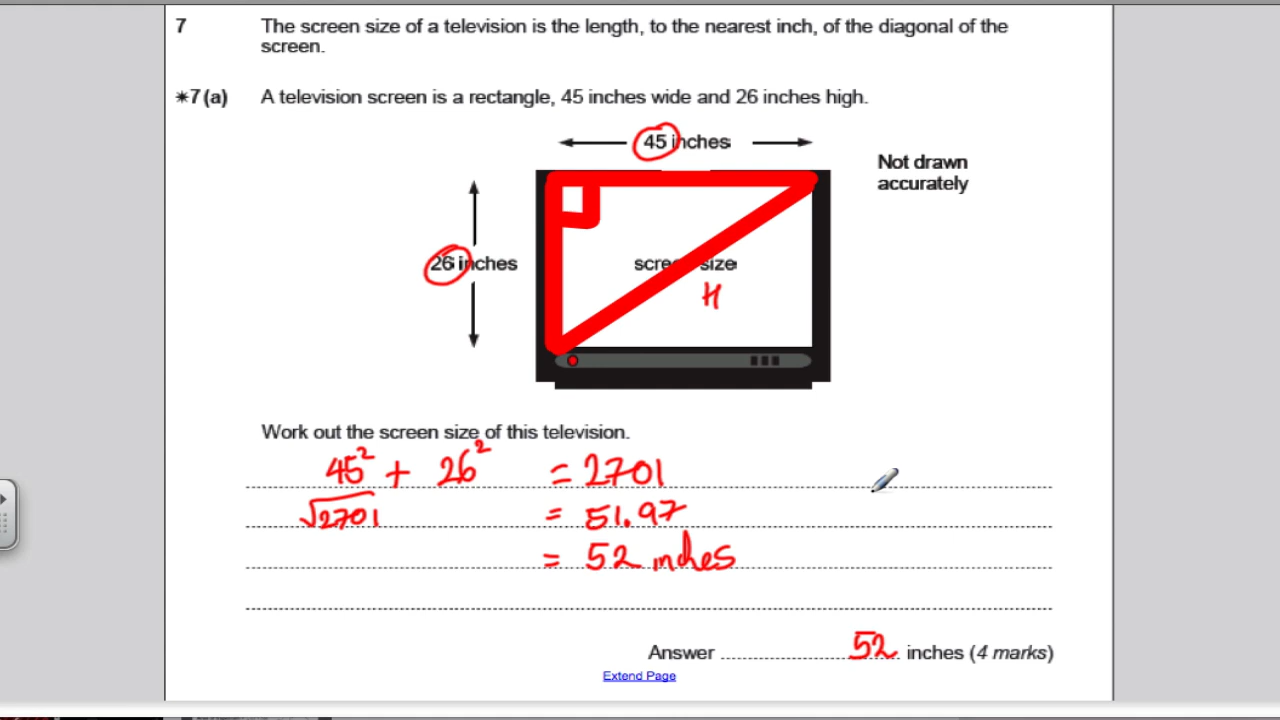 7 The screen size of a television is the length, to the nearest inch, of the diagonal of the
screen.
✶7(a) A television screen is a rectangle, 45 inches wide and 26 inches high.
45 inches
Not drawn
accurately
26 inches
screen size
H
Work out the screen size of this television.
45² + 26² = 2701
√2701 = 51.97
= 52 inches
Answer 52 inches (4 marks)
Extend Page